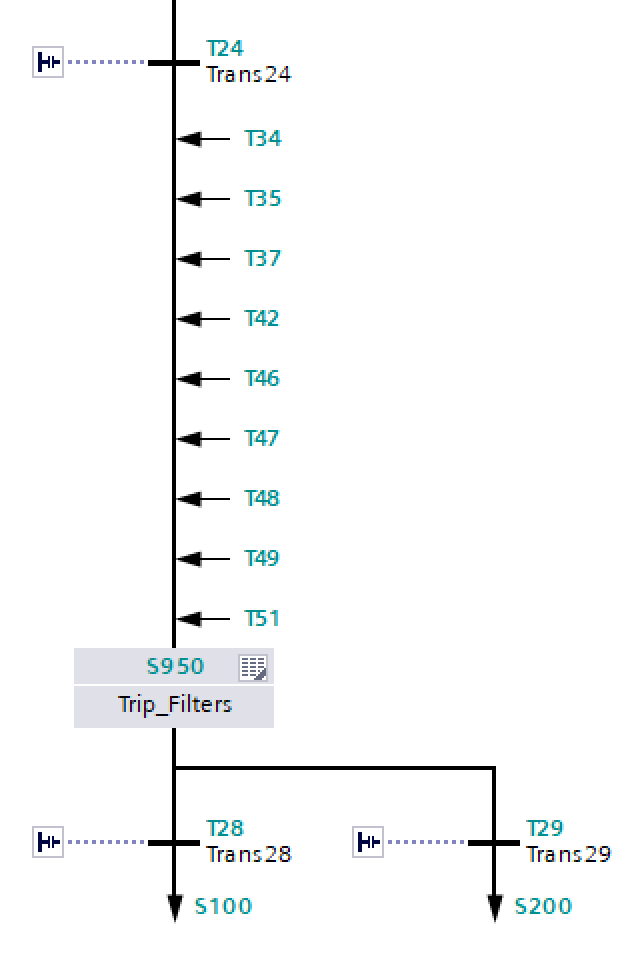 T24
Trans24
T34
T35
T37
T42
T46
T47
T48
T49
T51
S950
Trip_Filters
T28
Trans28
T29
Trans29
S100
S200